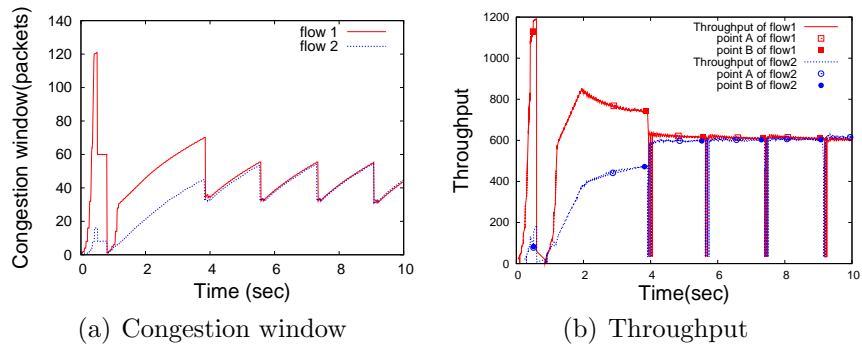 140
120
100
80
60
40
20
0
0 2 4 6 8 10
Congestion window(packets)
Time (sec)
flow 1
flow 2
(a) Congestion window
1200
1000
800
600
400
200
0
0 2 4 6 8 10
Throughput
Time(sec)
Throughput of flow1
point A of flow1
point B of flow1
Throughput of flow2
point A of flow2
point B of flow2
(b) Throughput